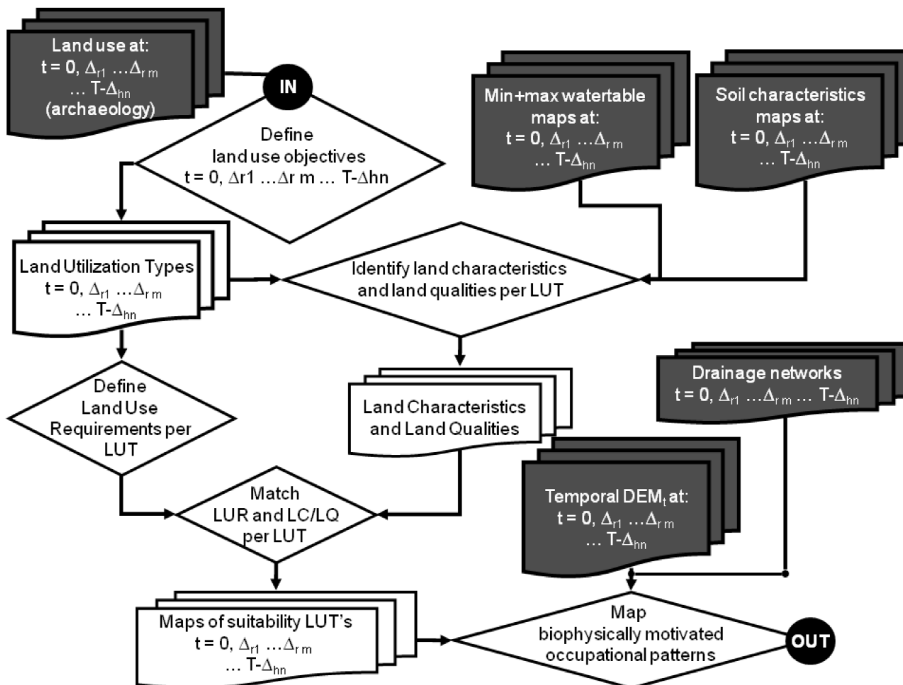 Land use at:
t = 0, Δr1 ...Δr m
... T-Δhn
(archaeology)
IN
Define
land use objectives
t = 0, Δr1 ...Δr m ... T-Δhn
Min+max watertable
maps at:
t = 0, Δr1 ...Δr m
... T-Δhn
Soil characteristics
maps at:
t = 0, Δr1 ...Δr m
... T-Δhn
Land Utilization Types
t = 0, Δr1 ...Δr m
... T-Δhn
Identify land characteristics
and land qualities per LUT
Define
Land Use
Requirements per
LUT
Land Characteristics
and Land Qualities
Drainage networks
t = 0, Δr1 ...Δr m ... T-Δhn
Match
LUR and LC/LQ
per LUT
Temporal DEMt at:
t = 0, Δr1 ...Δr m
... T-Δhn
Maps of suitability LUT's
t = 0, Δr1 ...Δr m
... T-Δhn
Map
biophysically motivated
occupational patterns
OUT